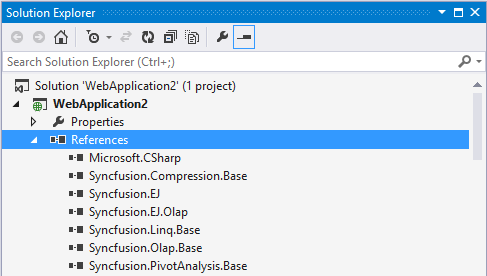 Solution Explorer
Search Solution Explorer (Ctrl+;)
Solution 'WebApplication2' (1 project)
WebApplication2
Properties
References
Microsoft.CSharp
Syncfusion.Compression.Base
Syncfusion.EJ
Syncfusion.EJ.Olap
Syncfusion.Linq.Base
Syncfusion.Olap.Base
Syncfusion.PivotAnalysis.Base